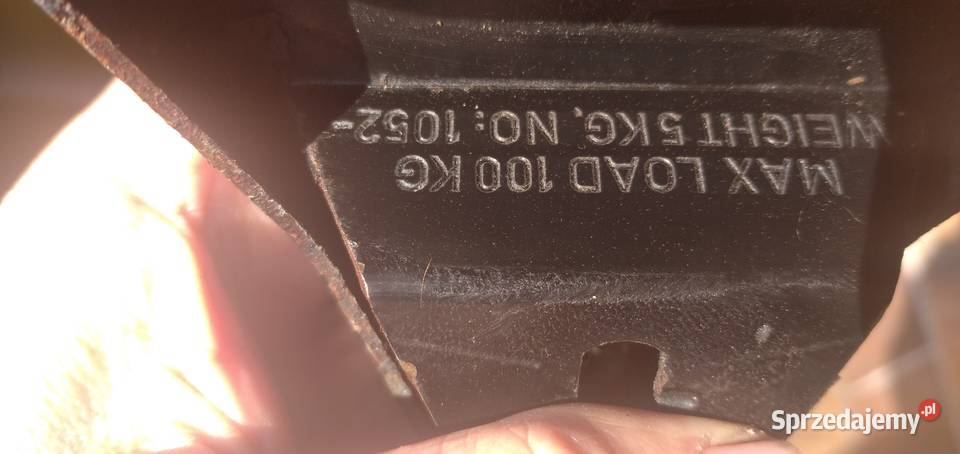 MAX LOAD 100 KG
WEIGHT 5 KG, NO: 1052-
Sprzedajemy.pl